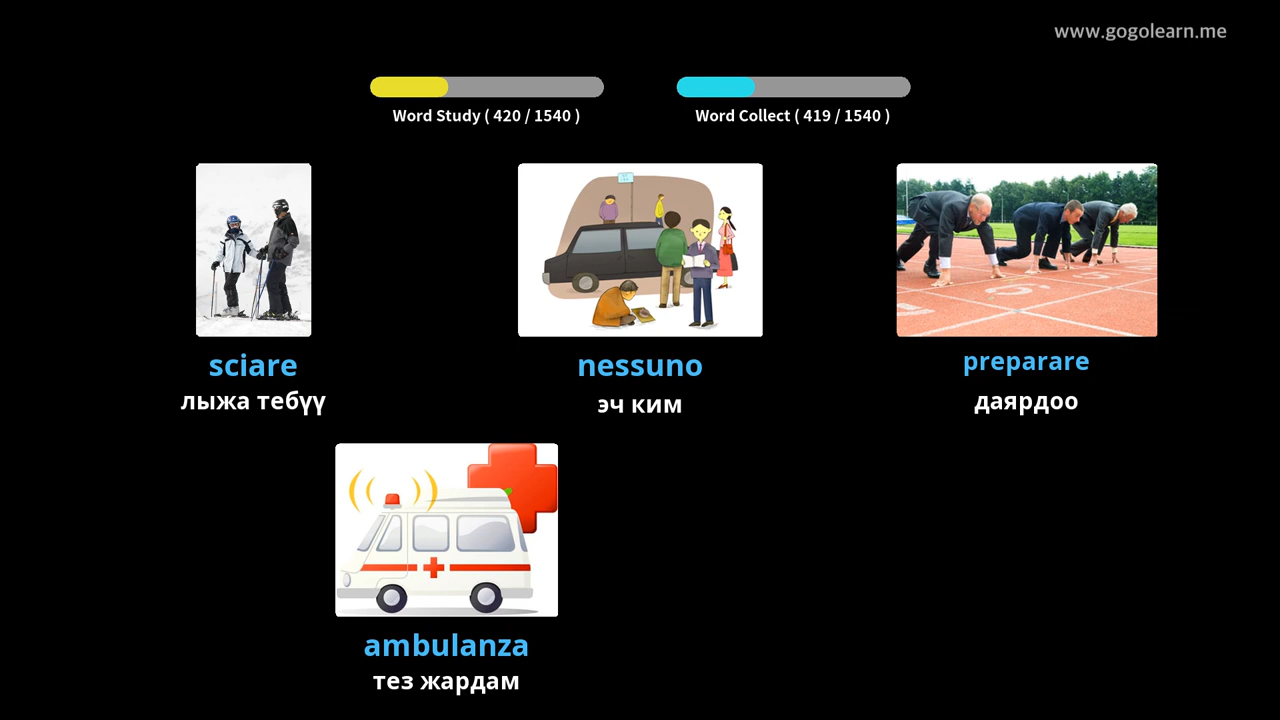 www.gogolearn.me
Word Study ( 420 / 1540 )
Word Collect ( 419 / 1540 )
sciare
лыжа тебүү
nessuno
эч ким
preparare
даярдоо
ambulanza
тез жардам